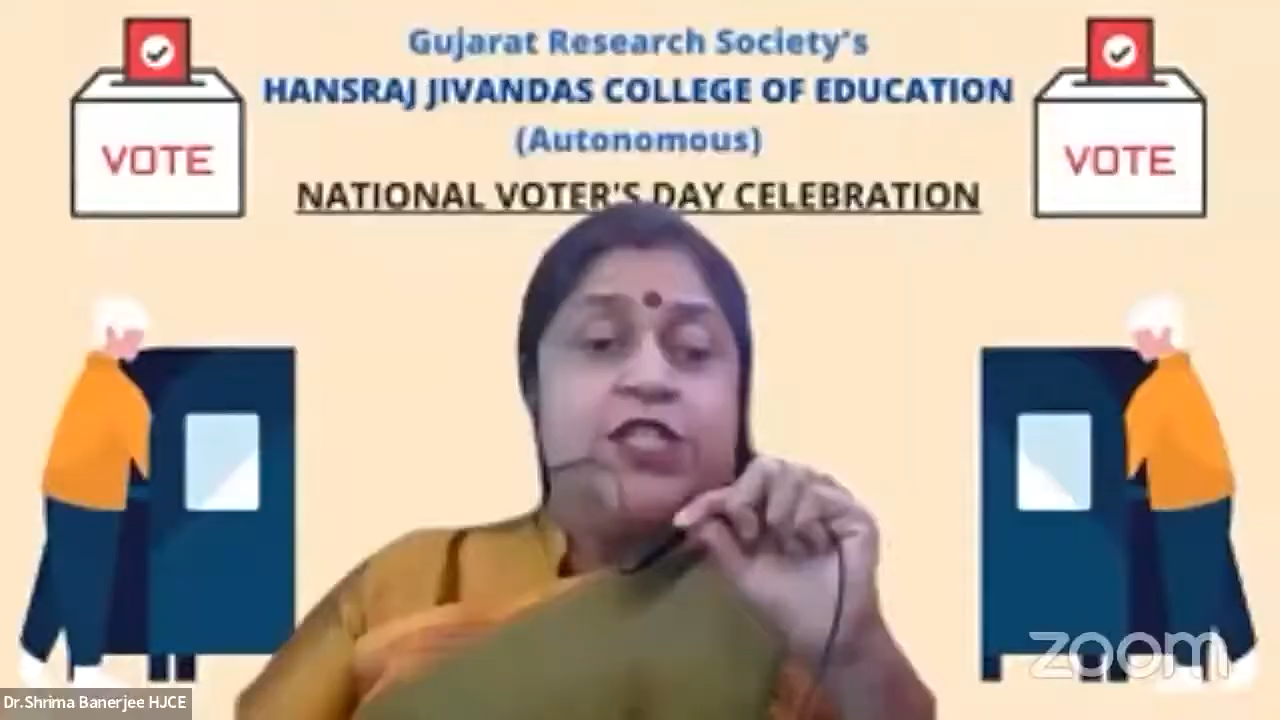 Gujarat Research Society's
HANSRAJ JIVANDAS COLLEGE OF EDUCATION
(Autonomous)
NATIONAL VOTER'S DAY CELEBRATION
VOTE
VOTE
zoom
Dr.Shrima Banerjee HJCE